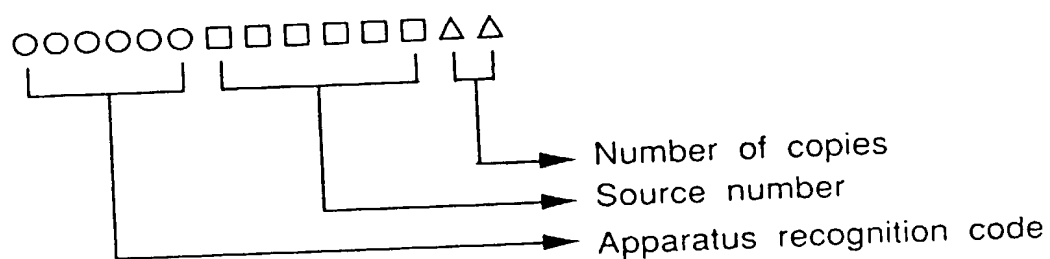 ○○○○○○□□□□□□△△
Number of copies
Source number
Apparatus recognition code